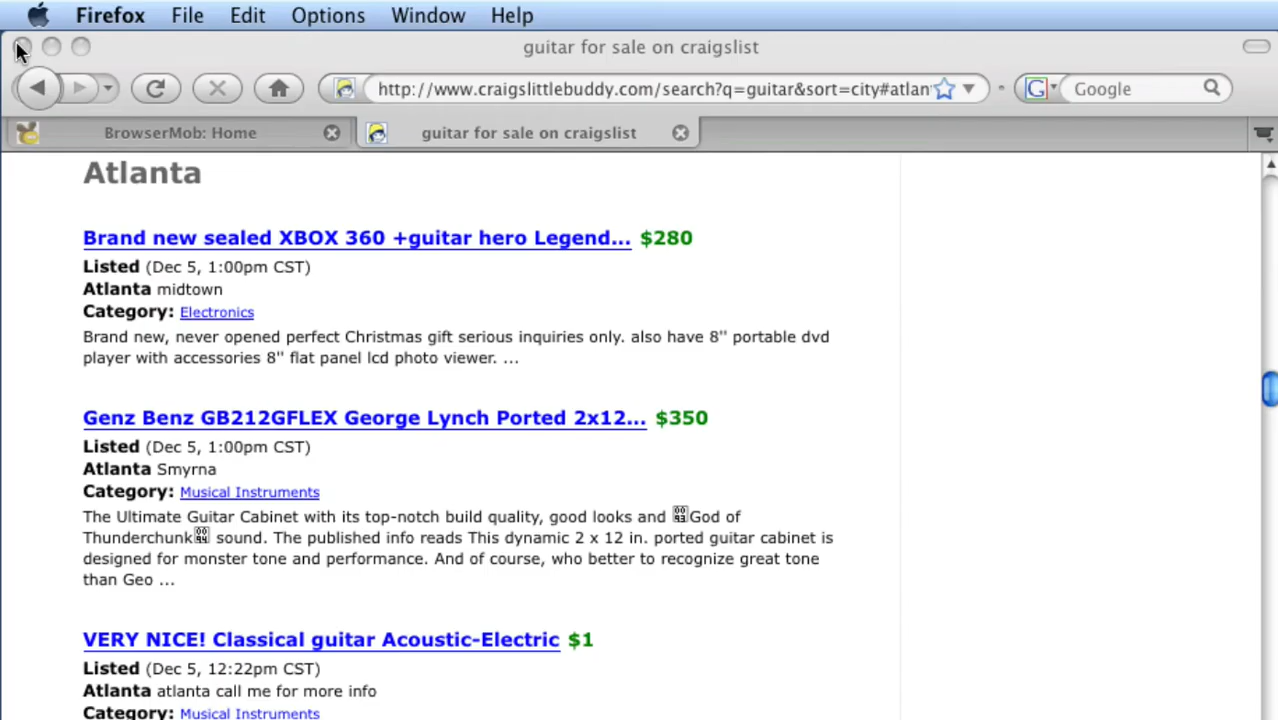 Firefox File Edit Options Window Help
guitar for sale on craigslist
http://www.craigslittlebuddy.com/search?q=guitar&sort=city#atlan
Google
BrowserMob: Home
guitar for sale on craigslist
Atlanta
Brand new sealed XBOX 360 +guitar hero Legend... $280
Listed (Dec 5, 1:00pm CST)
Atlanta midtown
Category: Electronics
Brand new, never opened perfect Christmas gift serious inquiries only. also have 8" portable dvd
player with accessories 8" flat panel lcd photo viewer. ...
Genz Benz GB212GFLEX George Lynch Ported 2x12... $350
Listed (Dec 5, 1:00pm CST)
Atlanta Smyrna
Category: Musical Instruments
The Ultimate Guitar Cabinet with its top-notch build quality, good looks and God of
Thunderchunk sound. The published info reads This dynamic 2 x 12 in. ported guitar cabinet is
designed for monster tone and performance. And of course, who better to recognize great tone
than Geo ...
VERY NICE! Classical guitar Acoustic-Electric $1
Listed (Dec 5, 12:22pm CST)
Atlanta atlanta call me for more info
Category: Musical Instruments